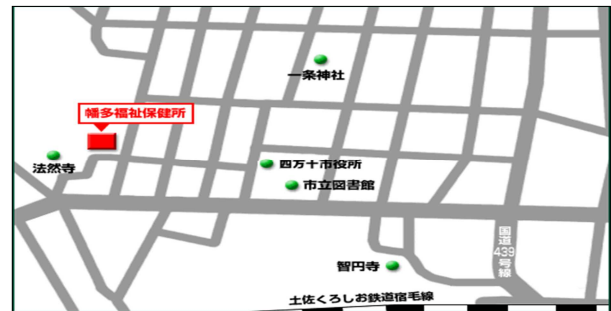 一条神社
幡多福祉保健所
法然寺
四万十市役所
市立図書館
国道439号線
智円寺
土佐くろしお鉄道宿毛線